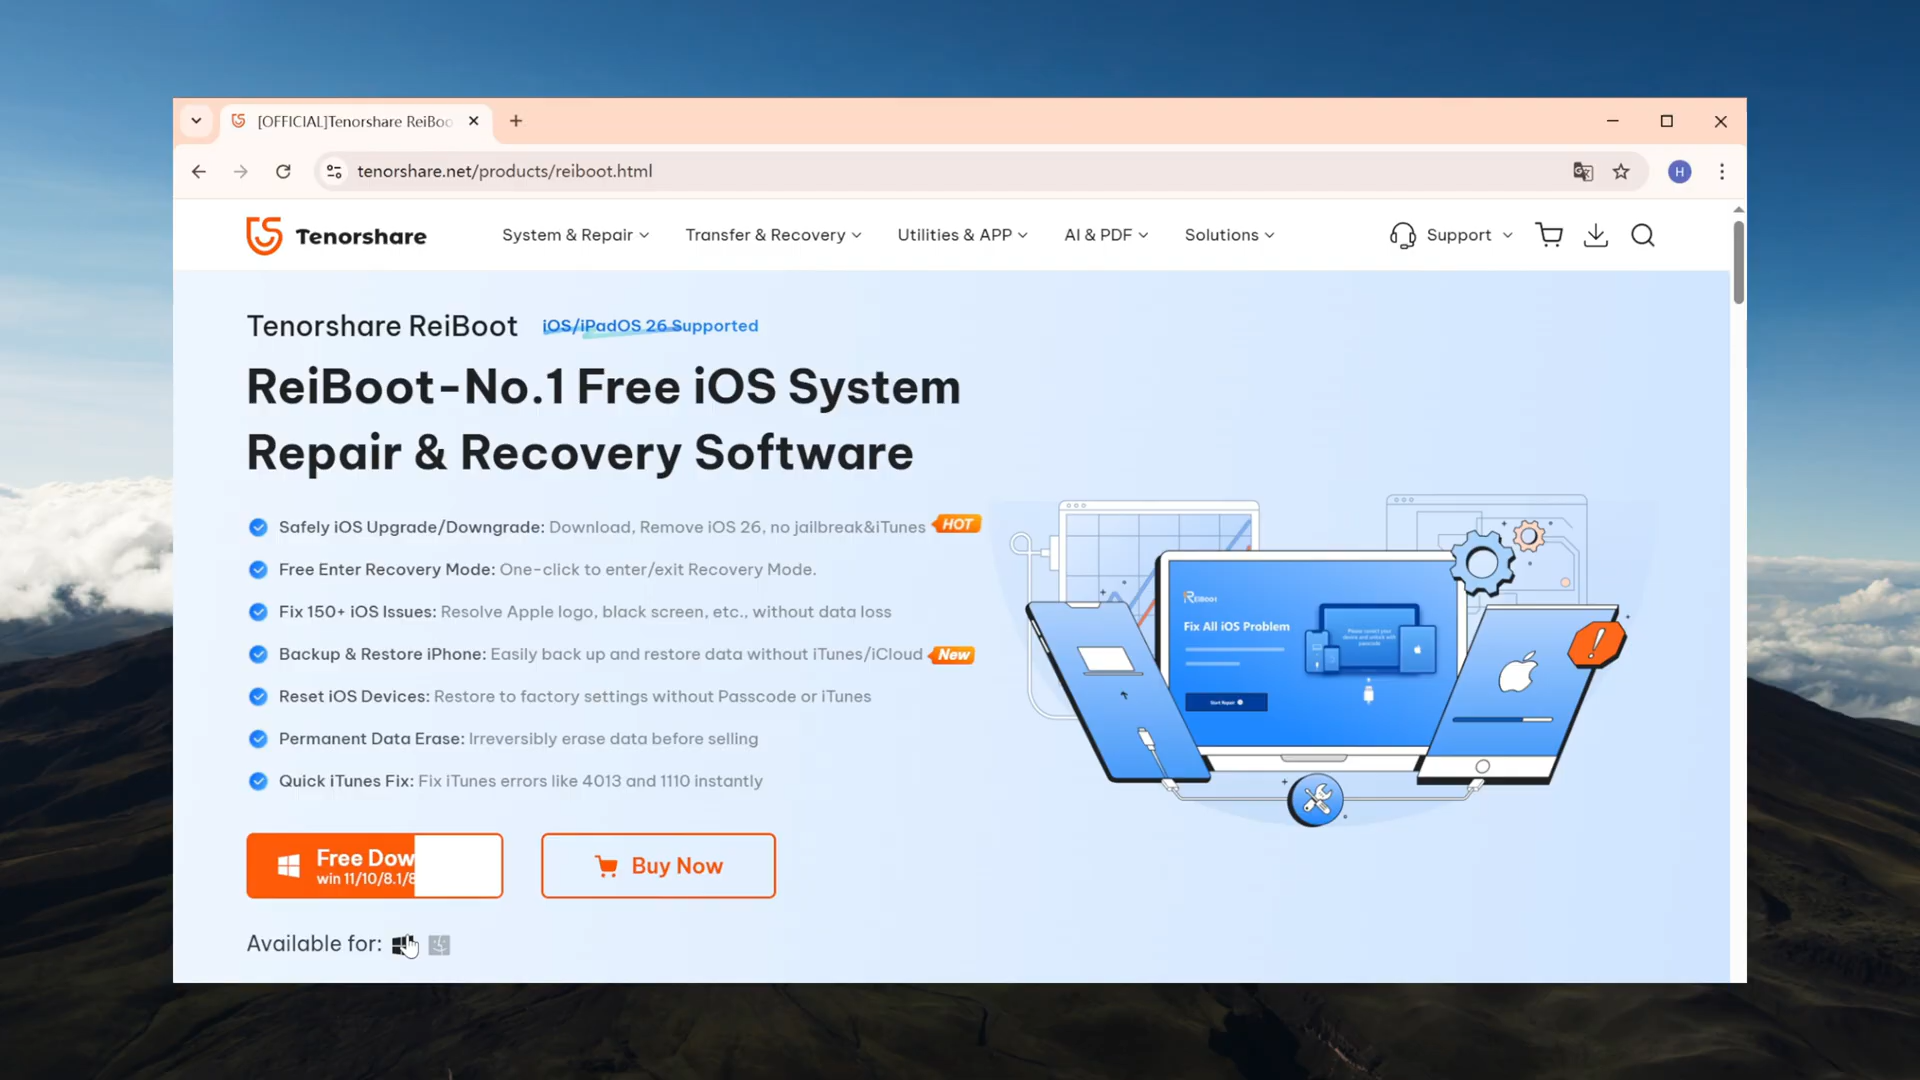 [OFFICIAL]Tenorshare ReiBoo
tenorshare.net/products/reiboot.html
H
Tenorshare
System & Repair
Transfer & Recovery
Utilities & APP
AI & PDF
Solutions
Support
Tenorshare ReiBoot
iOS/iPadOS 26 Supported
ReiBoot-No.1 Free iOS System
Repair & Recovery Software
Safely iOS Upgrade/Downgrade: Download, Remove iOS 26, no jailbreak&iTunes HOT
Free Enter Recovery Mode: One-click to enter/exit Recovery Mode.
Fix 150+ iOS Issues: Resolve Apple logo, black screen, etc., without data loss
Backup & Restore iPhone: Easily back up and restore data without iTunes/iCloud New
Reset iOS Devices: Restore to factory settings without Passcode or iTunes
Permanent Data Erase: Irreversibly erase data before selling
Quick iTunes Fix: Fix iTunes errors like 4013 and 1110 instantly
REIBOOT
Fix All iOS Problem
Start Repair
Free Dow
win 11/10/8.1/8
Buy Now
Available for: